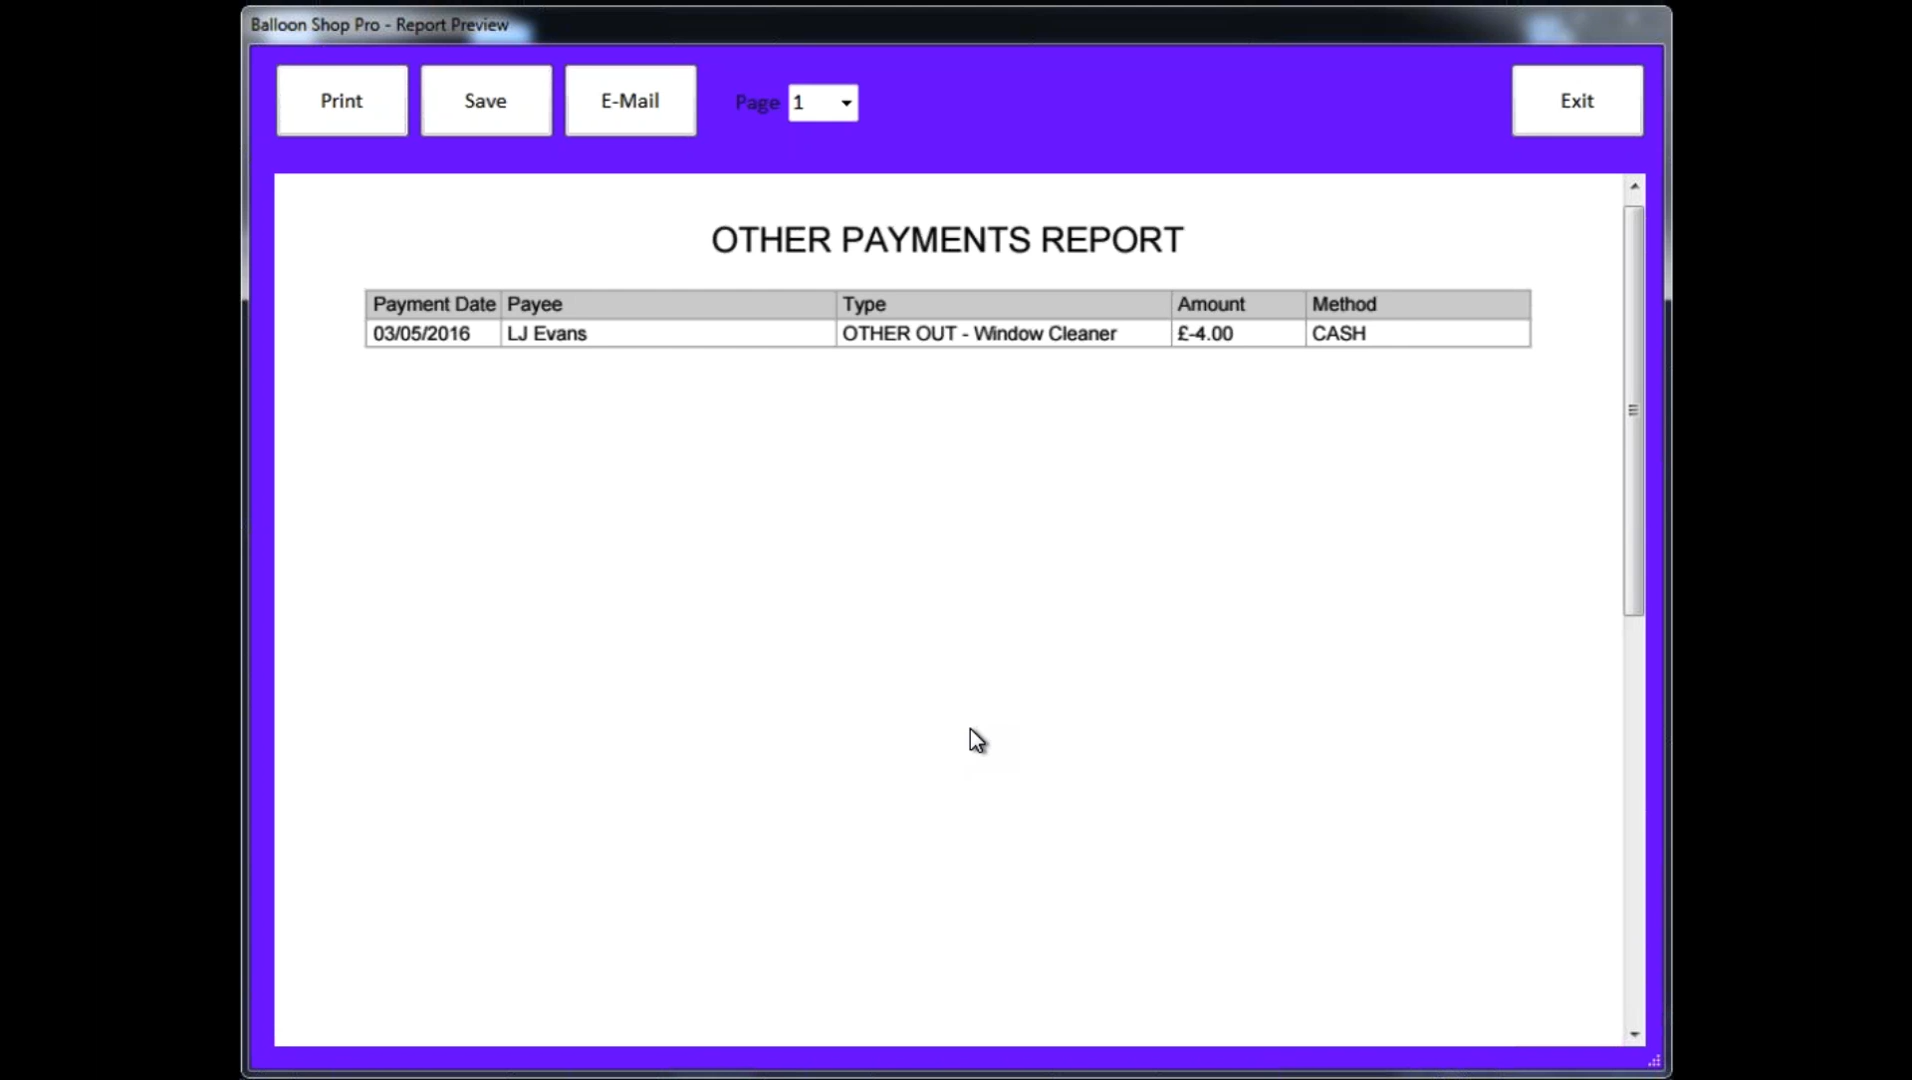 Balloon Shop Pro - Report Preview
Print Save E-Mail Page 1 Exit
OTHER PAYMENTS REPORT
Payment Date Payee Type Amount Method
03/05/2016 LJ Evans OTHER OUT - Window Cleaner £-4.00 CASH